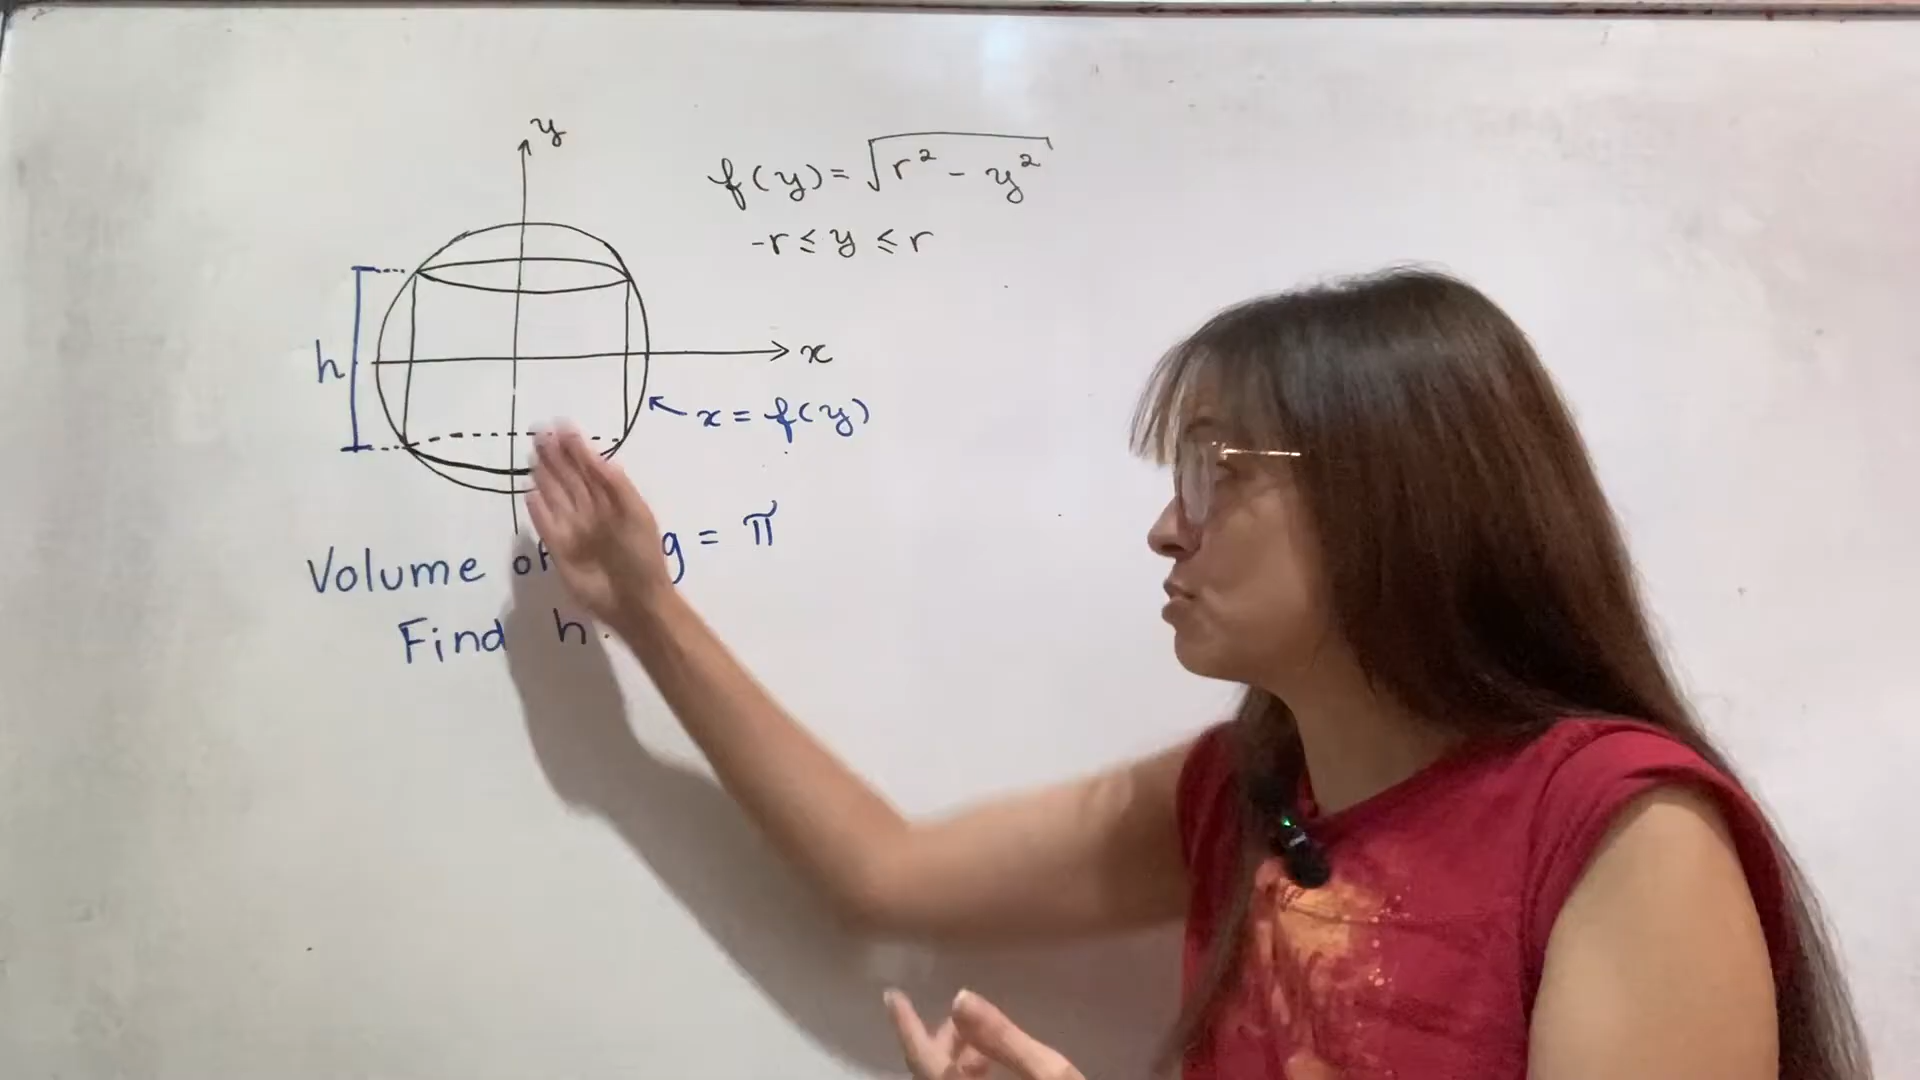 y
f(y) = √(r² - y²)
-r ≤ y ≤ r
h
x
x = f(y)
Volume of = π
Find h.